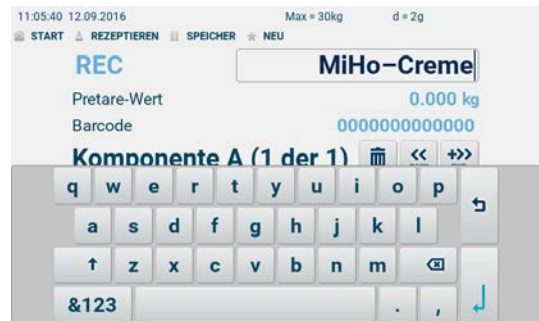 11:05:40 12.09.2016 Max = 30kg d = 2g
START REZEPTIEREN SPEICHER NEU
REC MiHo-Creme
Pretare-Wert 0.000 kg
Barcode 0000000000000
Komponente A (1 der 1) << +>>
q w e r t y u i o p
a s d f g h j k l
z x c v b n m
&123 . ,